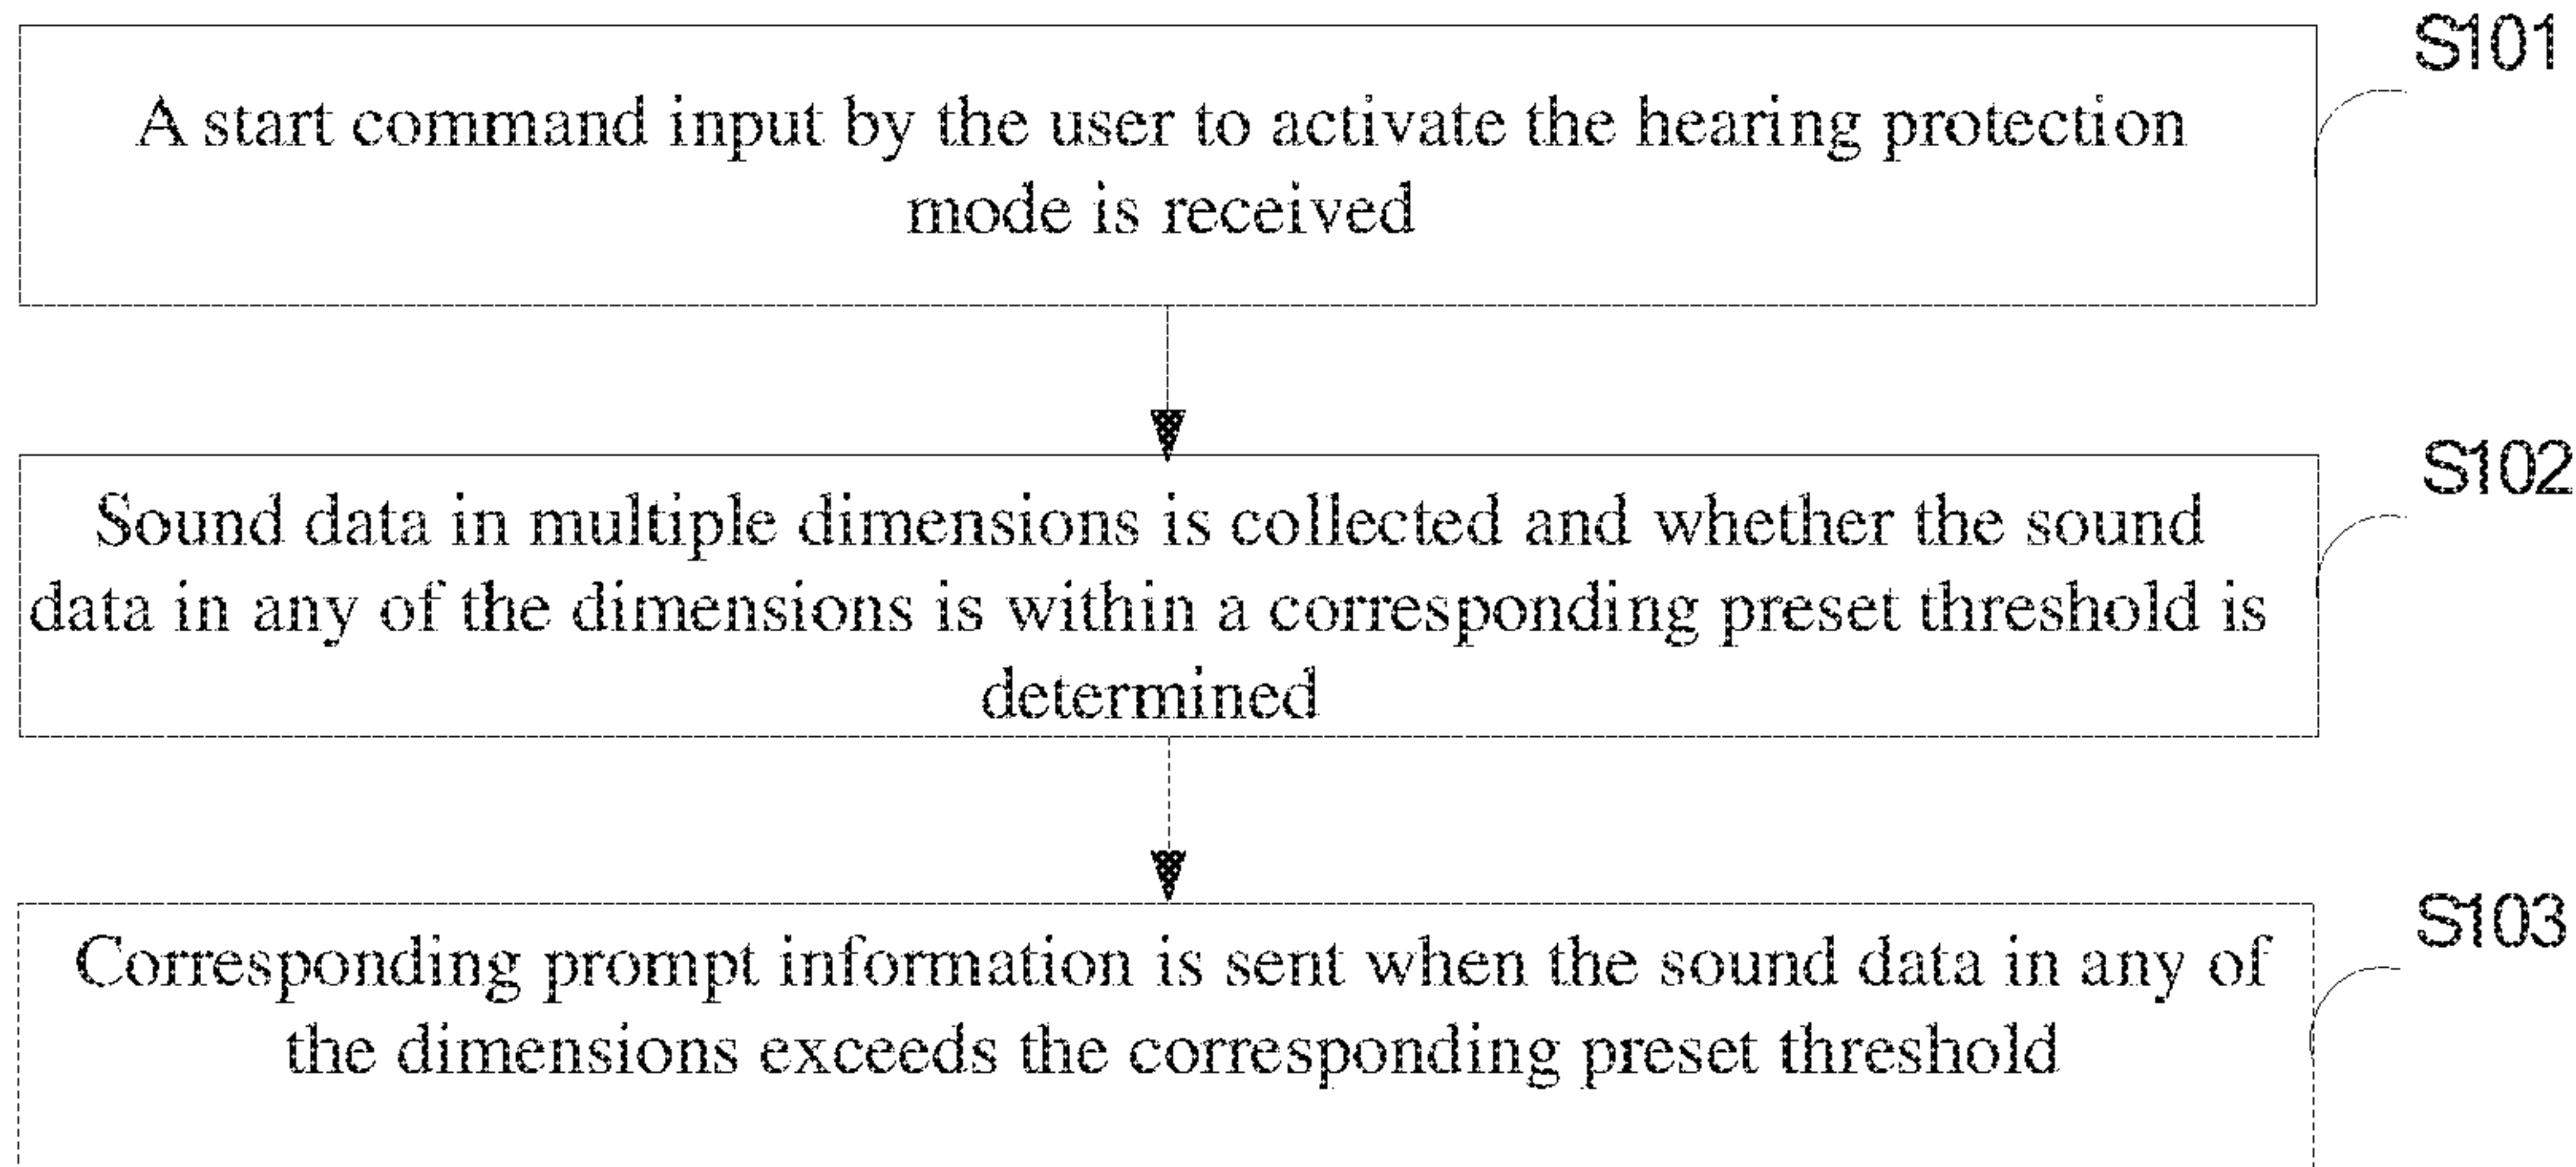 S101
A start command input by the user to activate the hearing protection
mode is received
S102
Sound data in multiple dimensions is collected and whether the sound
data in any of the dimensions is within a corresponding preset threshold is
determined
S103
Corresponding prompt information is sent when the sound data in any of
the dimensions exceeds the corresponding preset threshold